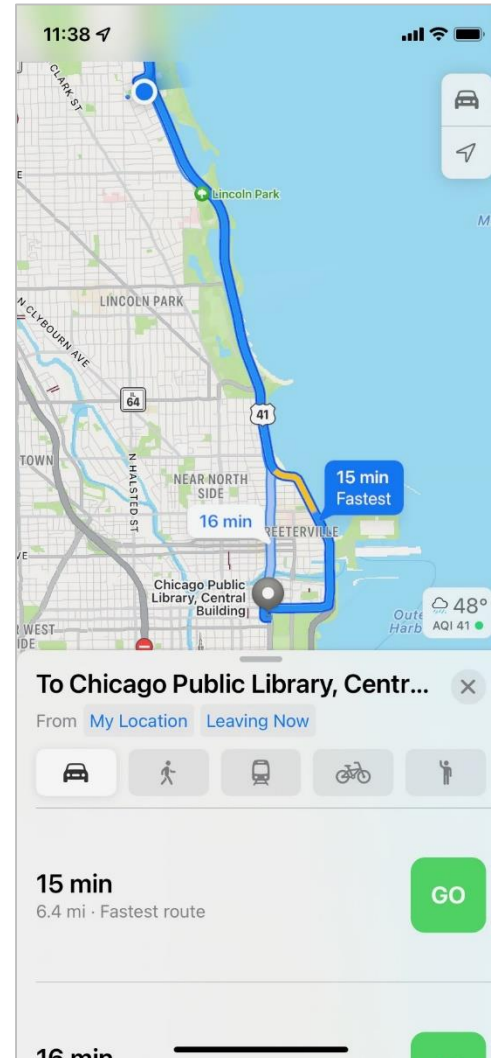 11:38
CLARK ST
E
Lincoln Park
M
LINCOLN PARK
N CLYBOURN AVE
IL
64
41
TOWN
N HALSTED ST
NEAR NORTH
SIDE
15 min
Fastest
16 min
REETERVILLE
VE
Chicago Public
Library, Central
Building
WEST
IDE
Oute
Harb
48°
AQI 41
To Chicago Public Library, Centr...
From My Location Leaving Now
15 min
6.4 mi · Fastest route
GO
16 min